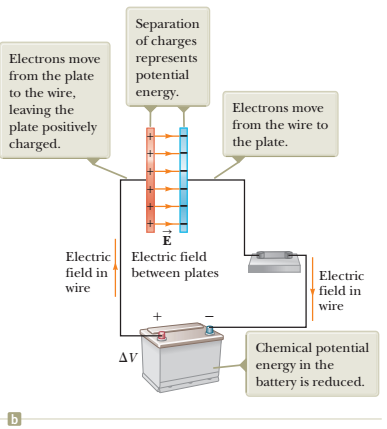 Separation
of charges
represents
potential
energy.
Electrons move
from the plate
to the wire,
leaving the
plate positively
charged.
Electrons move
from the wire to
the plate.
+ −
+ −
+ −
+ −
+ −
+ −
E
Electric field
between plates
Electric
field in
wire
Electric
field in
wire
+ −
ΔV
Chemical potential
energy in the
battery is reduced.
b